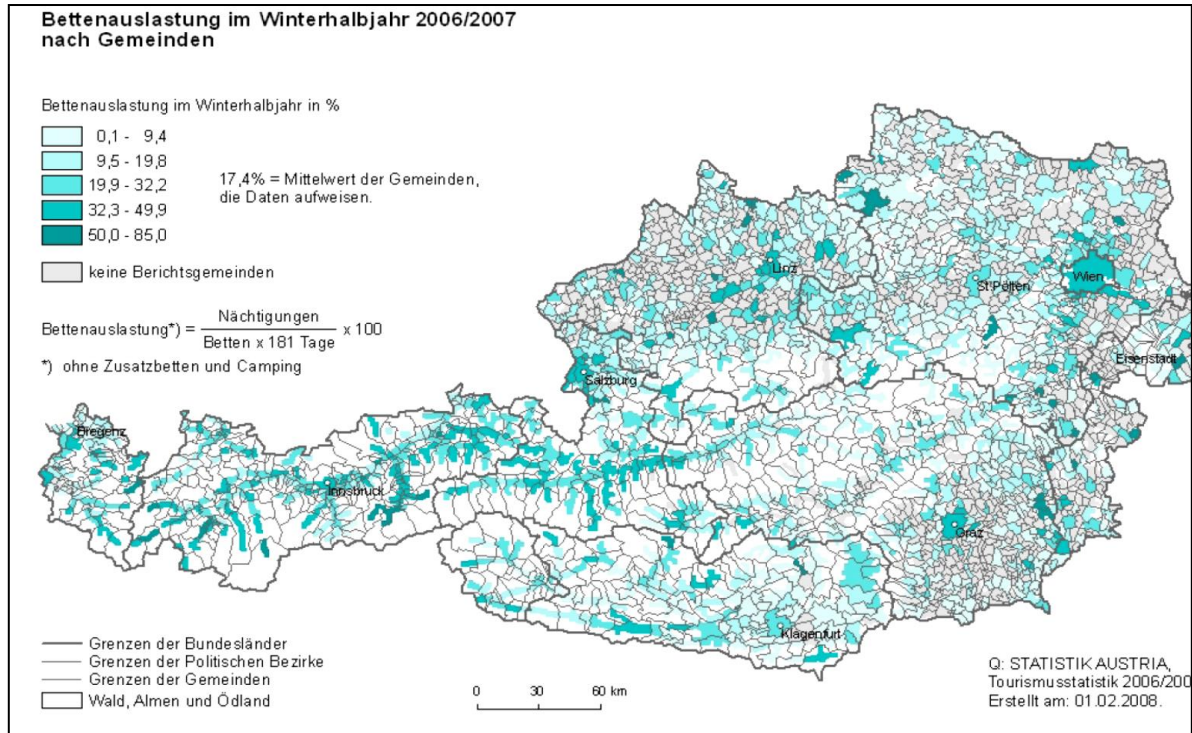 Bettenauslastung im Winterhalbjahr 2006/2007
nach Gemeinden
Bettenauslastung im Winterhalbjahr in %
0,1 - 9,4
9,5 - 19,8
19,9 - 32,2
32,3 - 49,9
50,0 - 85,0
keine Berichtsgemeinden
17,4% = Mittelwert der Gemeinden,
die Daten aufweisen.
Bettenauslastung*) = Nächtigungen
Betten x 181 Tage x 100
*) ohne Zusatzbetten und Camping
Linz
Wien
St.Pölten
Eisenstadt
Salzburg
Bregenz
Innsbruck
Graz
Klagenfurt
Grenzen der Bundesländer
Grenzen der Politischen Bezirke
Grenzen der Gemeinden
Wald, Almen und Ödland
0 30 60 km
Q: STATISTIK AUSTRIA,
Tourismusstatistik 2006/200
Erstellt am: 01.02.2008.